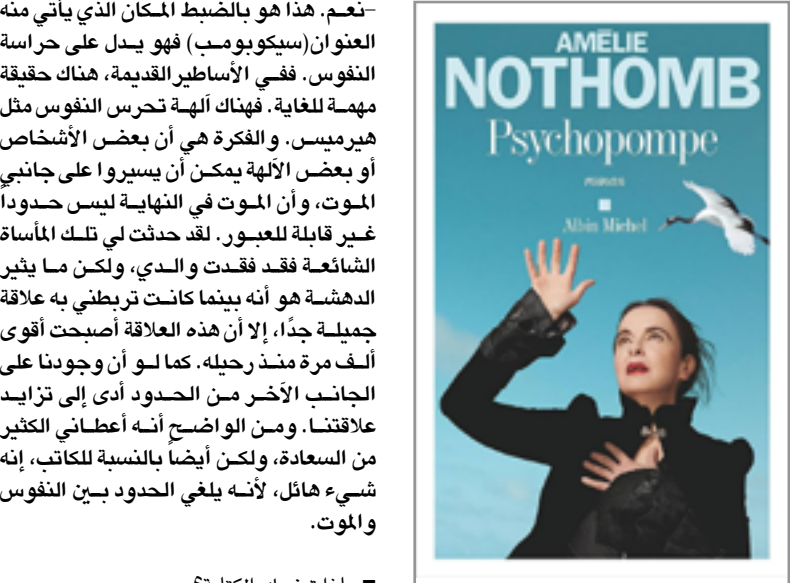 –نعم. هذا هو بالضبط المكان الذي يأتي منه
العنوان(سيكوبومب) فهو يدل على حراسة
النفوس. ففي الأساطير القديمة، هناك حقيقة
مهمة للغاية. فهناك آلهة تحرس النفوس مثل
هيرميس. والفكرة هي أن بعض الأشخاص
أو بعض الآلهة يمكن أن يسيروا على جانبي
الموت، وأن الموت في النهاية ليس حدوداً
غير قابلة للعبور. لقد حدثت لي تلك المأساة
الشائعة فقد فقدت والدي، ولكن ما يثير
الدهشة هو أنه بينما كانت تربطني به علاقة
جميلة جدًا، إلا أن هذه العلاقة أصبحت أقوى
ألف مرة منذ رحيله. كما لو أن وجودنا على
الجانب الآخر من الحدود أدى إلى تزايد
علاقتنا. ومن الواضح أنه أعطاني الكثير
من السعادة، ولكن أيضاً بالنسبة للكاتب، إنه
شيء هائل، لأنه يلغي الحدود بين النفوس
والموت.
AMÉLIE
NOTHOMB
Psychopompe
roman
Albin Michel